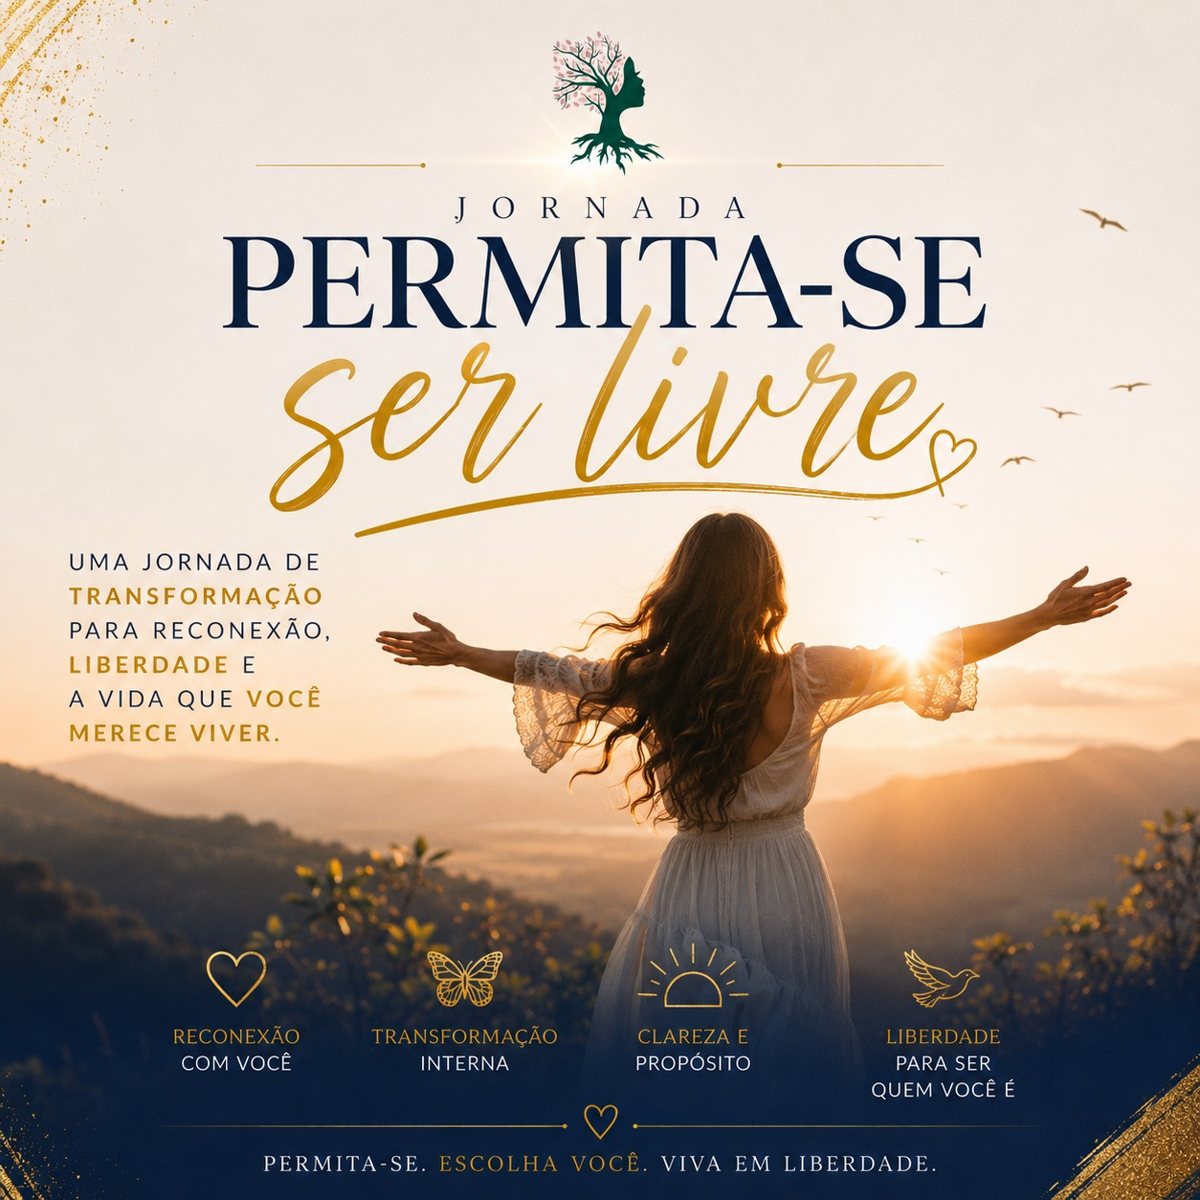 JORNADA
PERMITA-SE
ser livre
UMA JORNADA DE
TRANSFORMAÇÃO
PARA RECONEXÃO,
LIBERDADE E
A VIDA QUE VOCÊ
MERECE VIVER.
RECONEXÃO
COM VOCÊ
TRANSFORMAÇÃO
INTERNA
CLAREZA E
PROPÓSITO
LIBERDADE
PARA SER
QUEM VOCÊ É
PERMITA-SE. ESCOLHA VOCÊ. VIVA EM LIBERDADE.